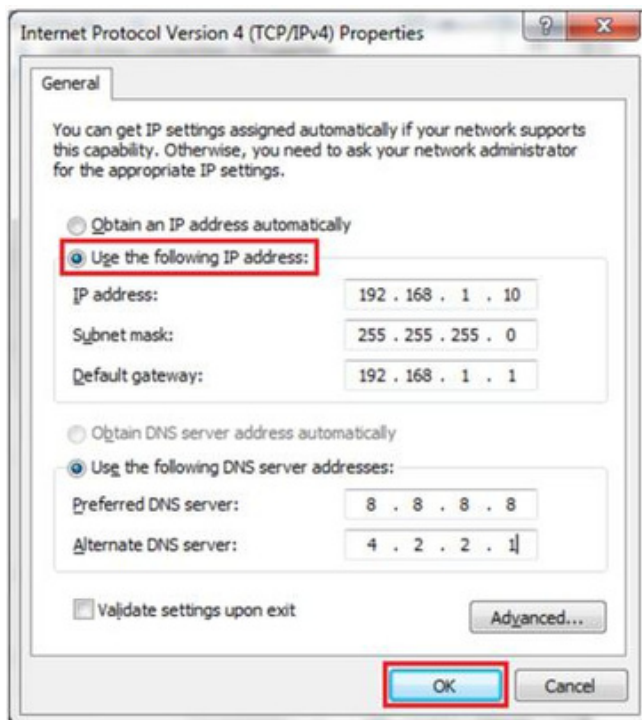 Internet Protocol Version 4 (TCP/IPv4) Properties
General
You can get IP settings assigned automatically if your network supports
this capability. Otherwise, you need to ask your network administrator
for the appropriate IP settings.
Obtain an IP address automatically
Use the following IP address:
IP address: 192 . 168 . 1 . 10
Subnet mask: 255 . 255 . 255 . 0
Default gateway: 192 . 168 . 1 . 1
Obtain DNS server address automatically
Use the following DNS server addresses:
Preferred DNS server: 8 . 8 . 8 . 8
Alternate DNS server: 4 . 2 . 2 . 1
Validate settings upon exit
Advanced...
OK Cancel